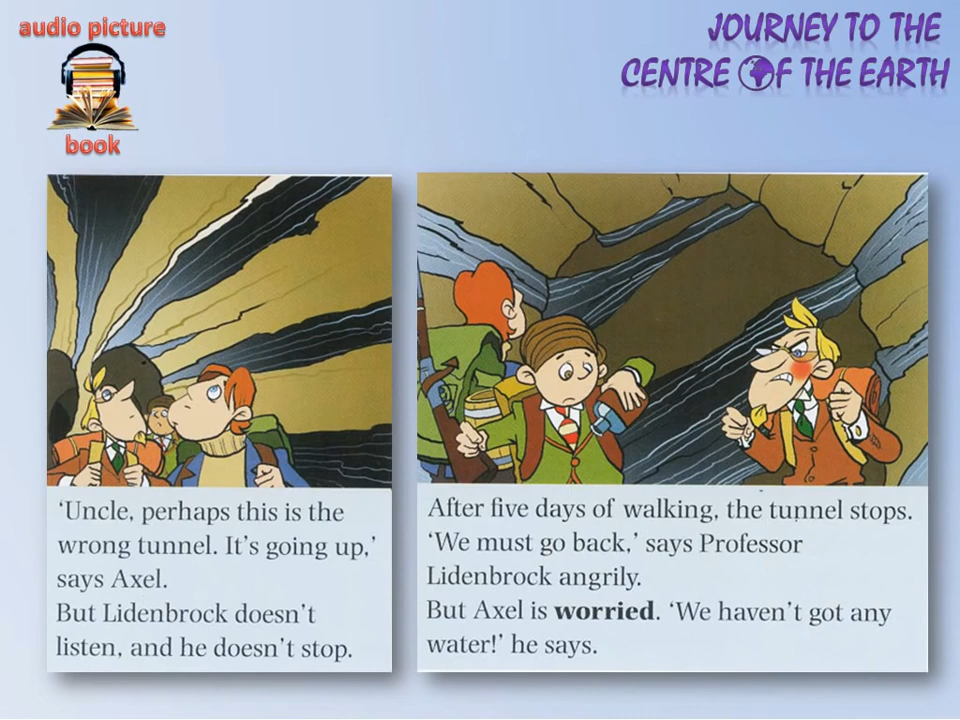 audio picture
book
JOURNEY TO THE
CENTRE OF THE EARTH
‘Uncle, perhaps this is the
wrong tunnel. It’s going up,’
says Axel.
But Lidenbrock doesn’t
listen, and he doesn’t stop.
After five days of walking, the tunnel stops.
‘We must go back,’ says Professor
Lidenbrock angrily.
But Axel is worried. ‘We haven’t got any
water!’ he says.